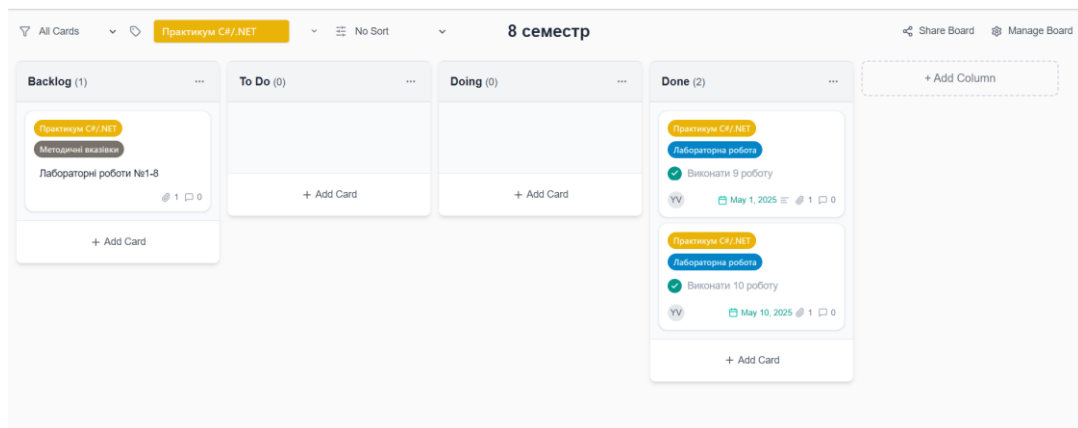 All Cards
Практикум C#/.NET
No Sort
8 семестр
Share Board
Manage Board
Backlog (1)
Практикум C#/.NET
Методичні вказівки
Лабораторні роботи №1-8
1 0
+ Add Card
To Do (0)
+ Add Card
Doing (0)
+ Add Card
Done (2)
Практикум C#/.NET
Лабораторна робота
Виконати 9 роботу
YV May 1, 2025 1 0
Практикум C#/.NET
Лабораторна робота
Виконати 10 роботу
YV May 10, 2025 1 0
+ Add Card
+ Add Column